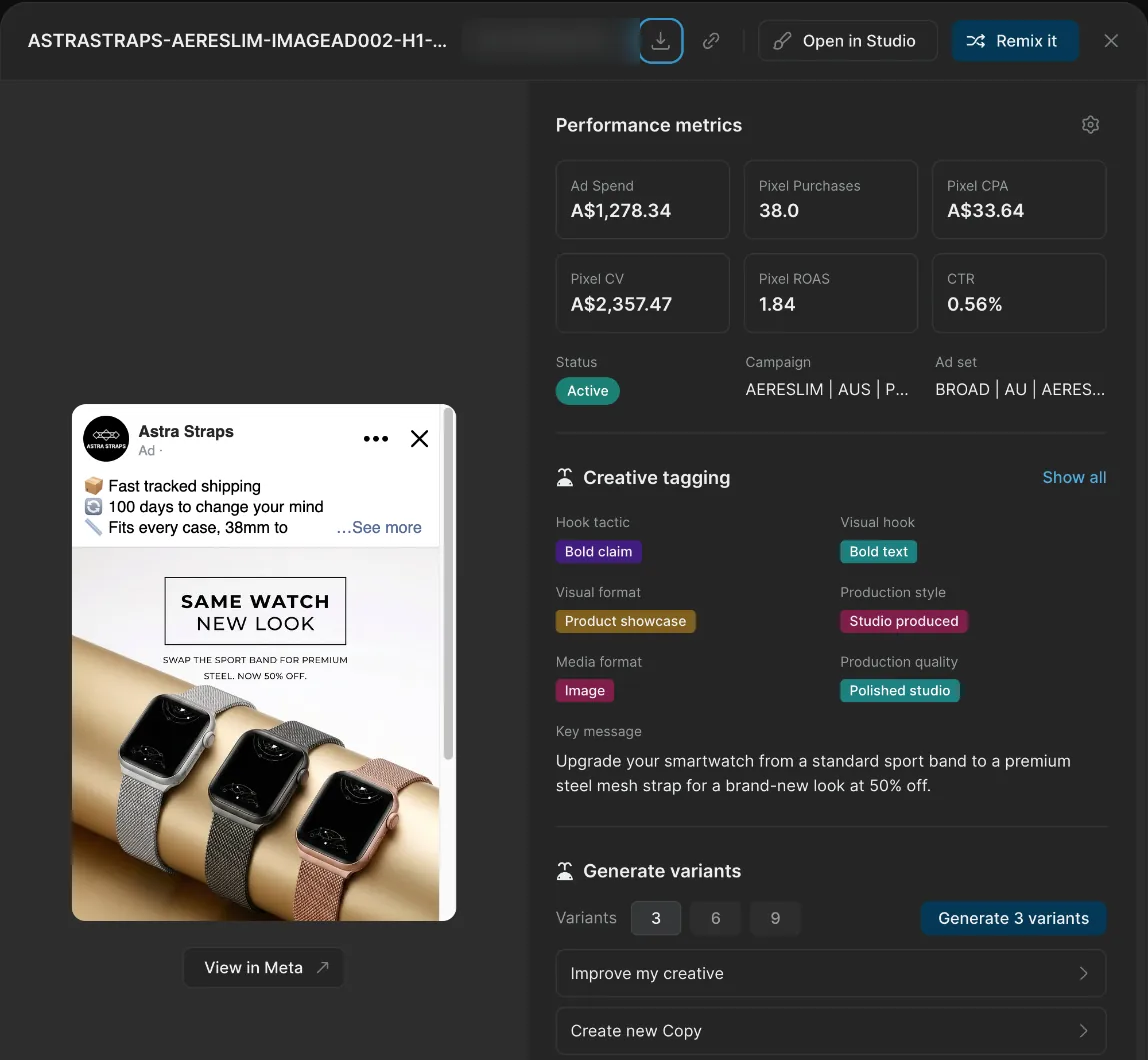 ASTRASTRAPS-AERESLIM-IMAGEAD002-H1-...
Open in Studio
Remix it
Astra Straps
Ad ·
ASTRA STRAPS
📦 Fast tracked shipping
🔄 100 days to change your mind
📏 Fits every case, 38mm to ...See more
SAME WATCH
NEW LOOK
SWAP THE SPORT BAND FOR PREMIUM
STEEL. NOW 50% OFF.
View in Meta
Performance metrics
Ad Spend
A$1,278.34
Pixel Purchases
38.0
Pixel CPA
A$33.64
Pixel CV
A$2,357.47
Pixel ROAS
1.84
CTR
0.56%
Status
Active
Campaign
AERESLIM | AUS | P...
Ad set
BROAD | AU | AERES...
Creative tagging
Show all
Hook tactic
Bold claim
Visual hook
Bold text
Visual format
Product showcase
Production style
Studio produced
Media format
Image
Production quality
Polished studio
Key message
Upgrade your smartwatch from a standard sport band to a premium
steel mesh strap for a brand-new look at 50% off.
Generate variants
Variants 3 6 9
Generate 3 variants
Improve my creative
Create new Copy